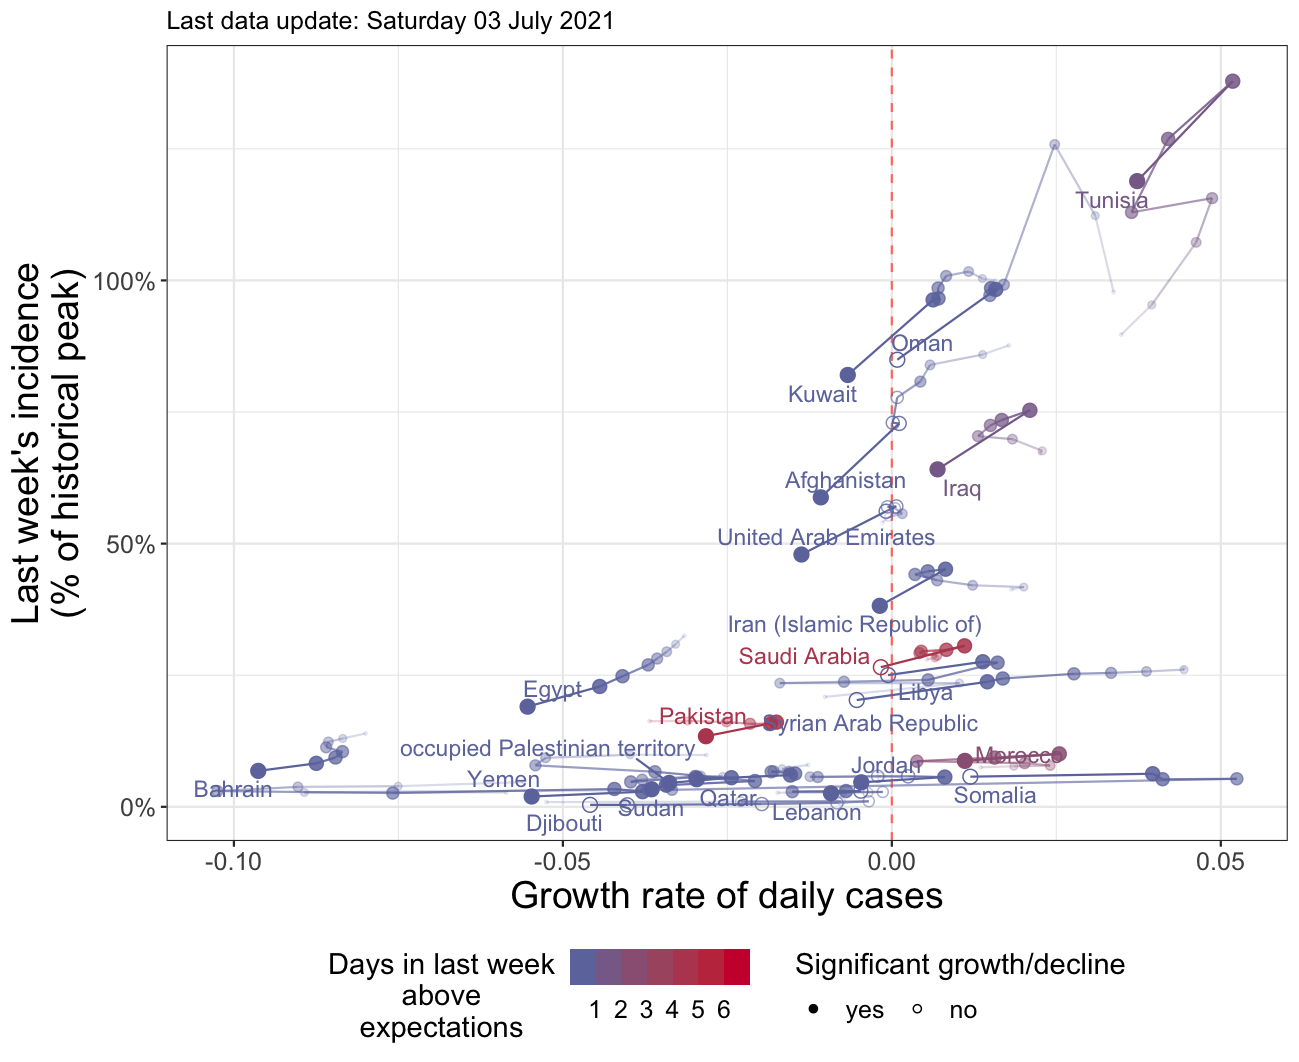 Last data update: Saturday 03 July 2021
Last week's incidence
(% of historical peak)
100%
50%
0%
Tunisia
Oman
Kuwait
Afghanistan
Iraq
United Arab Emirates
Iran (Islamic Republic of)
Saudi Arabia
Egypt
Libya
Pakistan
Syrian Arab Republic
occupied Palestinian territory
Morocco
Jordan
Yemen
Bahrain
Qatar
Somalia
Sudan
Lebanon
Djibouti
-0.10
-0.05
0.00
0.05
Growth rate of daily cases
Days in last week
above
expectations
1 2 3 4 5 6
Significant growth/decline
yes
no